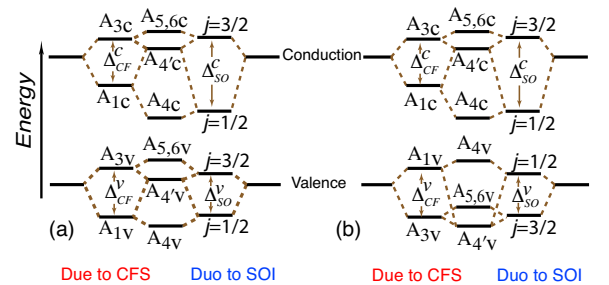 A5,6c j=3/2 A5,6c j=3/2
A3c A3c
Δ^c_CF A4'c Δ^c_SO Conduction Δ^c_CF A4'c Δ^c_SO
A1c A1c
A4c j=1/2 A4c j=1/2
Energy
A3v A5,6v j=3/2 A1v A4v j=1/2
Δ^v_CF A4'v Δ^v_SO Valence Δ^v_CF A5,6v Δ^v_SO
(a) A1v A4v j=1/2 (b) A3v A4'v j=3/2
Due to CFS Duo to SOI Due to CFS Duo to SOI